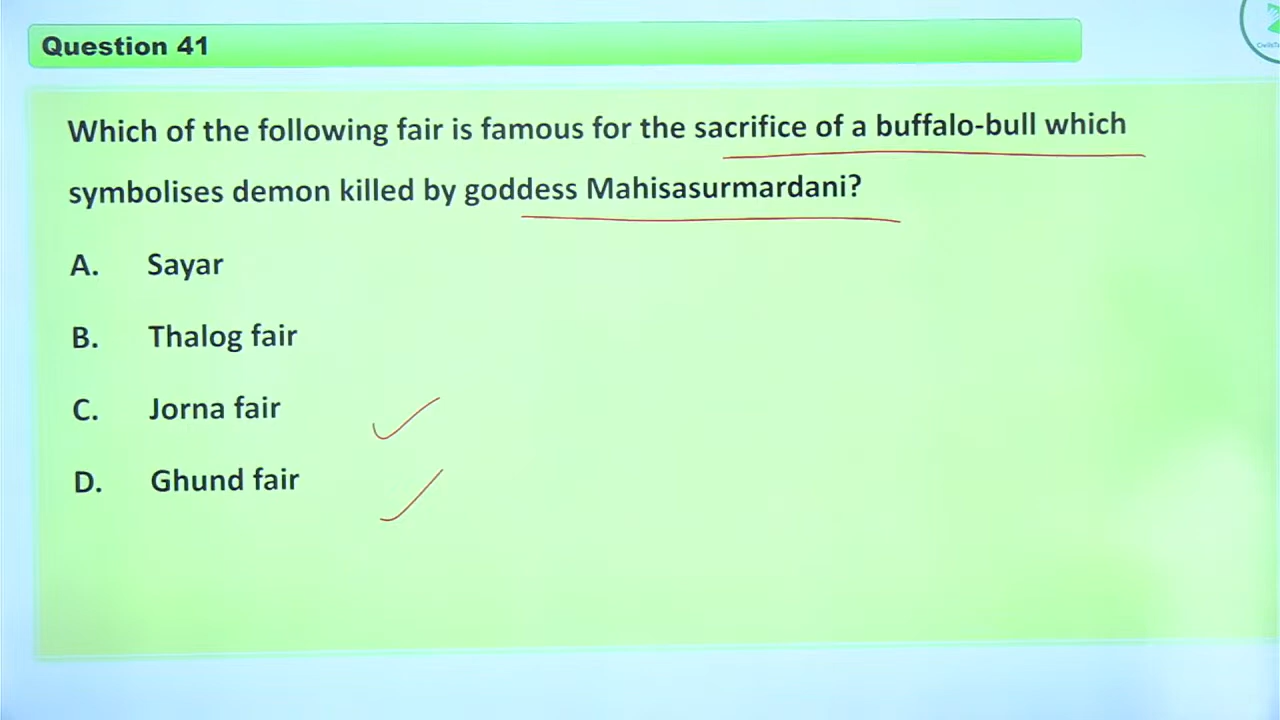 Question 41
Which of the following fair is famous for the sacrifice of a buffalo-bull which
symbolises demon killed by goddess Mahisasurmardani?
A. Sayar
B. Thalog fair
C. Jorna fair
D. Ghund fair